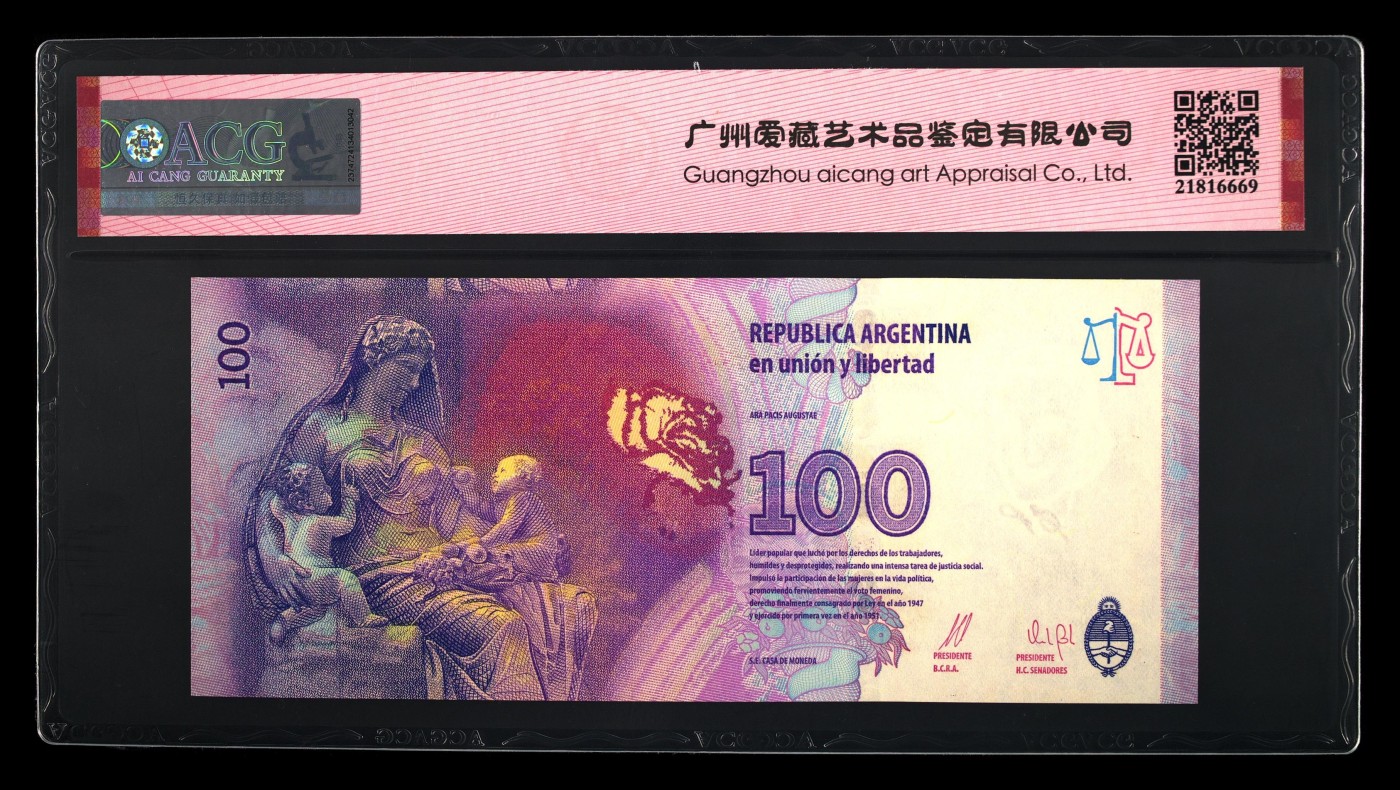 ACG
AI CANG GUARANTY
广州爱藏艺术品鉴定有限公司
Guangzhou aicang art Appraisal Co., Ltd.
21816669
100
REPUBLICA ARGENTINA
en unión y libertad
ARA PACIS AUGUSTAE
100
Líder popular que luchó por los derechos de los trabajadores,
humildes y desprotegidos, realizando una intensa tarea de justicia social.
Impulsó la participación de las mujeres en la vida política,
promoviendo fervientemente el voto femenino,
derecho finalmente consagrado por Ley en el año 1947
y ejercido por primera vez en el año 1951.
S.E. CASA DE MONEDA
PRESIDENTE
B.C.R.A.
PRESIDENTE
H.C. SENADORES